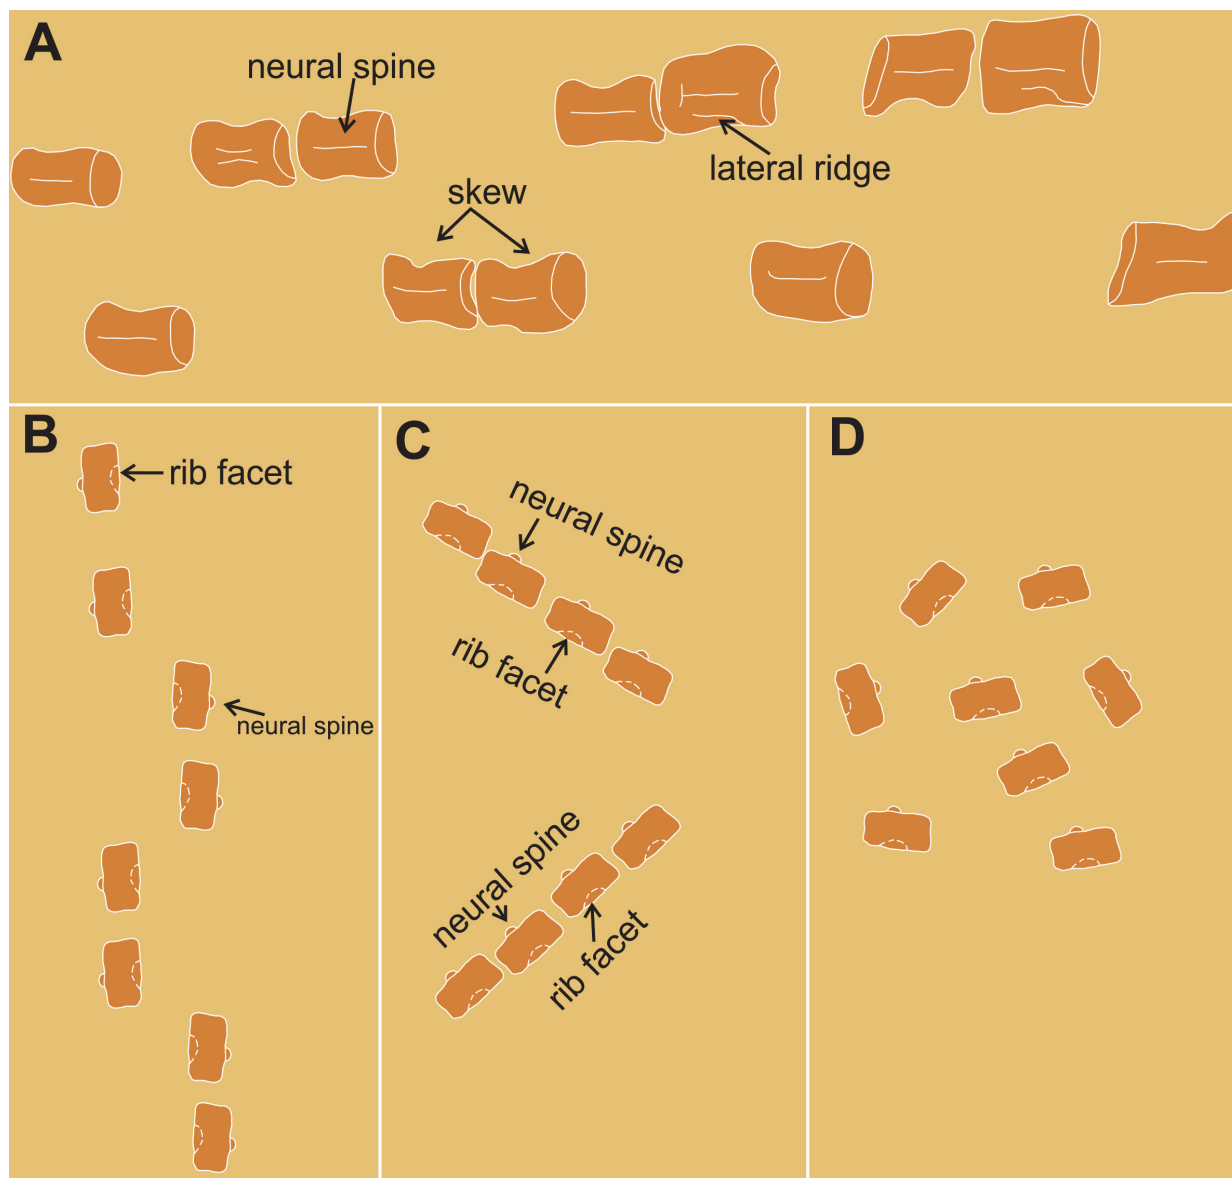 A
neural spine
lateral ridge
skew
B
rib facet
neural spine
C
neural spine
rib facet
neural spine
rib facet
D